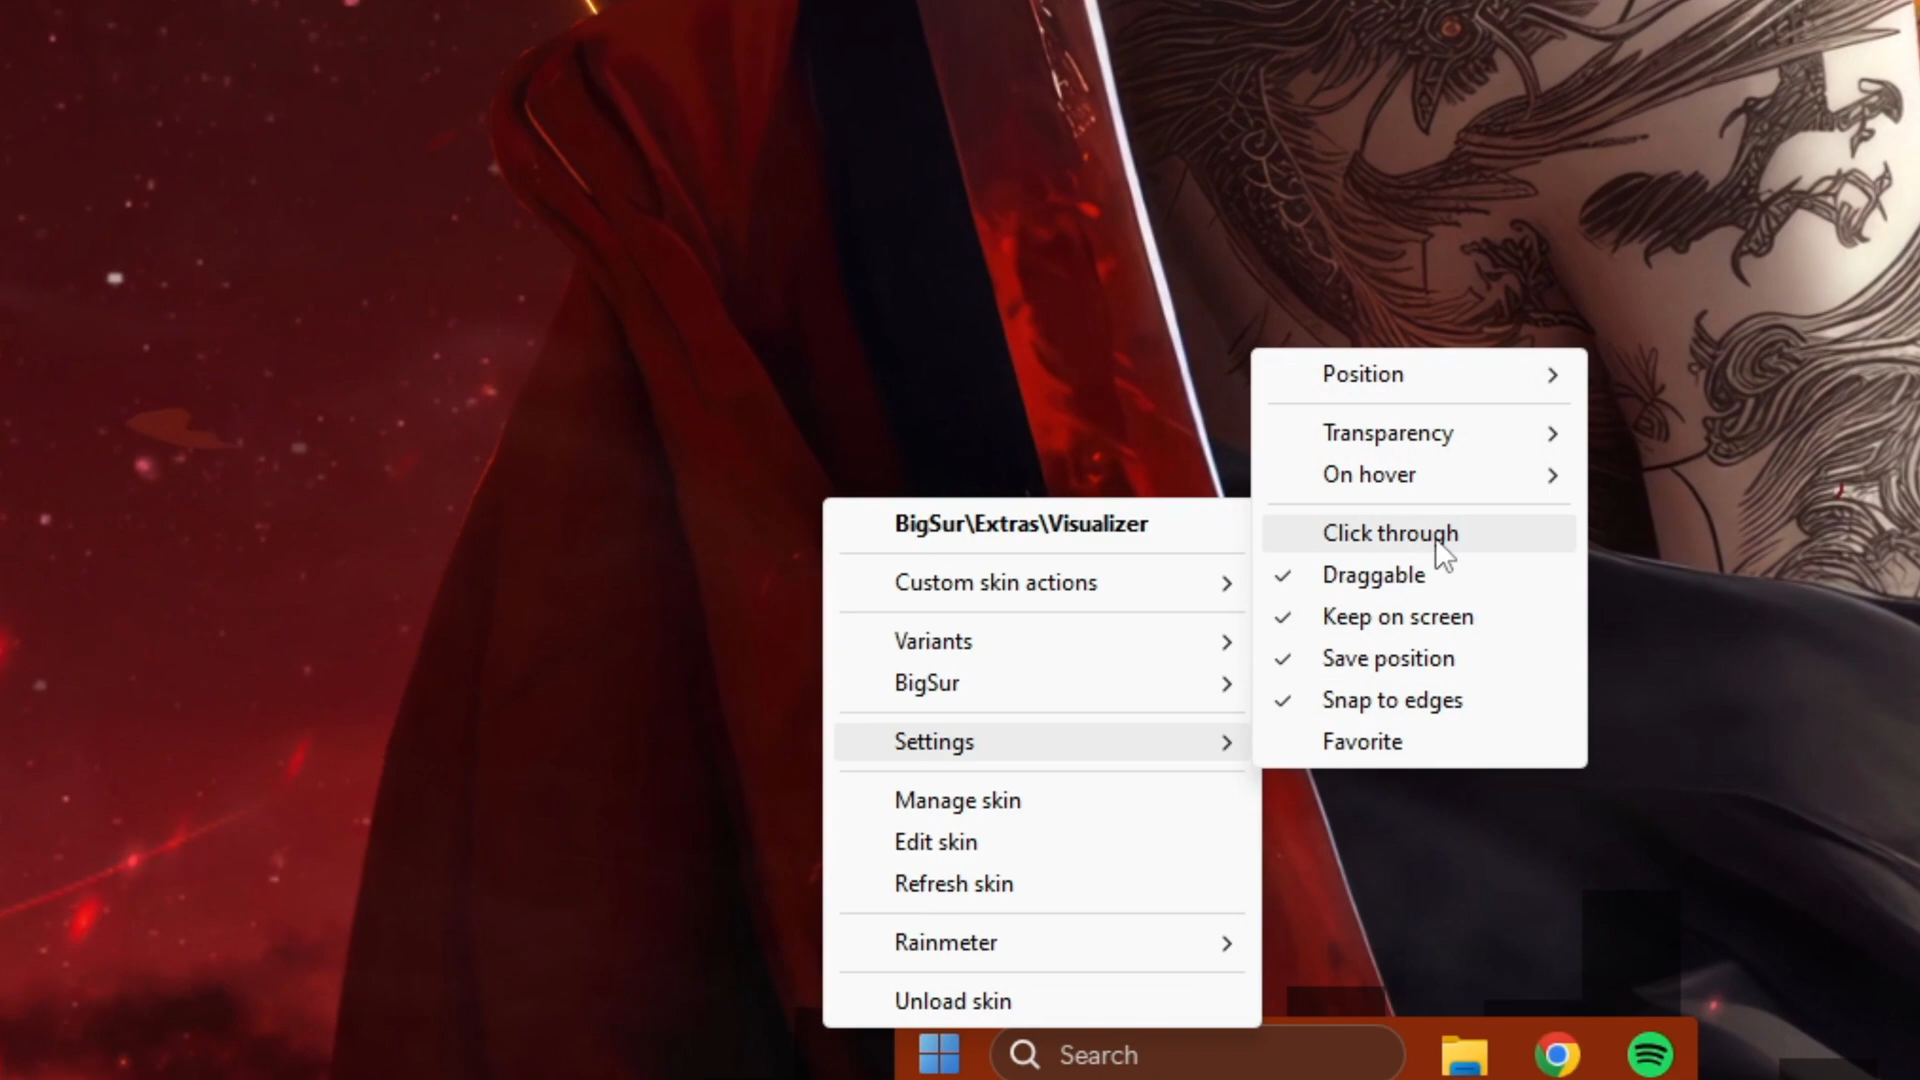 Position
Transparency
On hover
Click through
Draggable
Keep on screen
Save position
Snap to edges
Favorite
BigSur\Extras\Visualizer
Custom skin actions
Variants
BigSur
Settings
Manage skin
Edit skin
Refresh skin
Rainmeter
Unload skin
Search